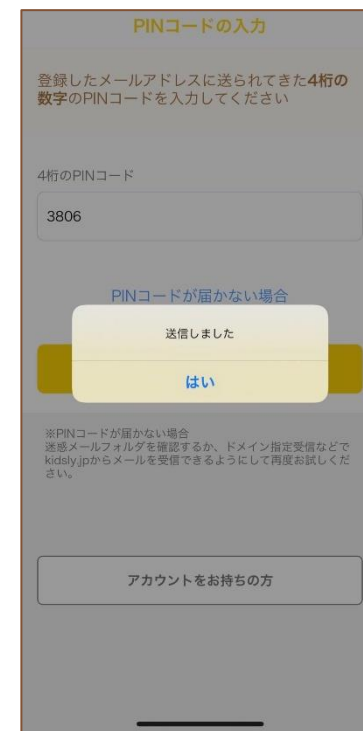 PINコードの入力
登録したメールアドレスに送られてきた4桁の
数字のPINコードを入力してください
4桁のPINコード
3806
PINコードが届かない場合
送信しました
はい
※PINコードが届かない場合
迷惑メールフォルダを確認するか、ドメイン指定受信などで
kidsly.jpからメールを受信できるようにして再度お試しくだ
さい。
アカウントをお持ちの方